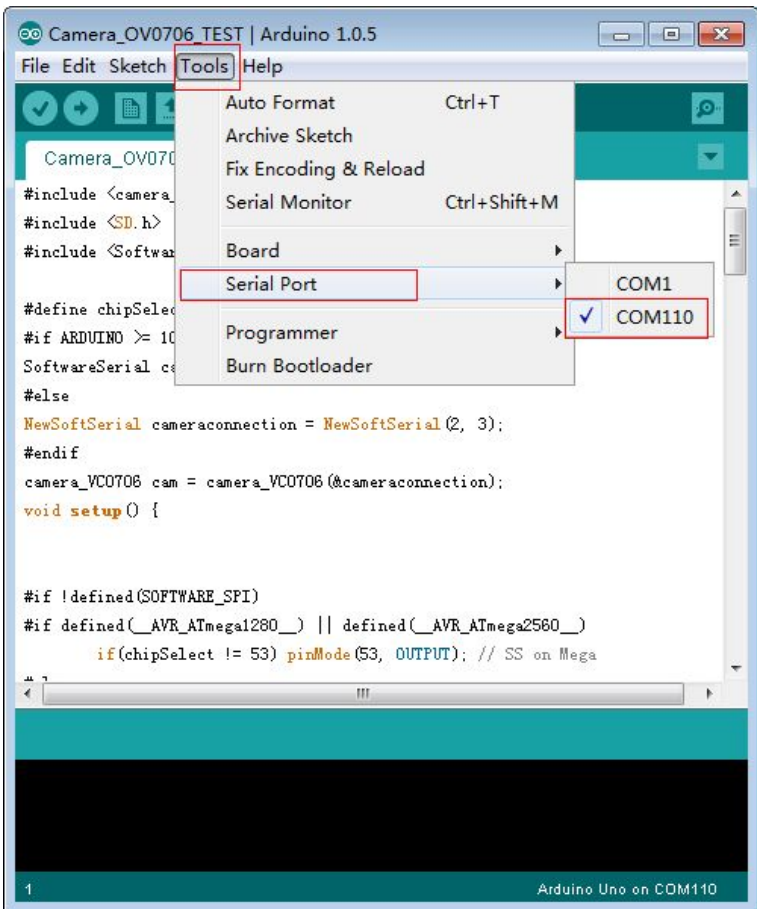 Camera_OV0706_TEST | Arduino 1.0.5
File Edit Sketch Tools Help
Auto Format Ctrl+T
Archive Sketch
Camera_OV070
Fix Encoding & Reload
#include <camera_
Serial Monitor Ctrl+Shift+M
#include <SD.h>
#include <Softwar
Board
Serial Port
COM1
#define chipSelec
COM110
#if ARDUINO >= 10
Programmer
SoftwareSerial ca
Burn Bootloader
#else
NewSoftSerial cameraconnection = NewSoftSerial(2, 3);
#endif
camera_VC0706 cam = camera_VC0706(&cameraconnection);
void setup() {
#if !defined(SOFTWARE_SPI)
#if defined(__AVR_ATmega1280__) || defined(__AVR_ATmega2560__)
if(chipSelect != 53) pinMode(53, OUTPUT); // SS on Mega
1
Arduino Uno on COM110